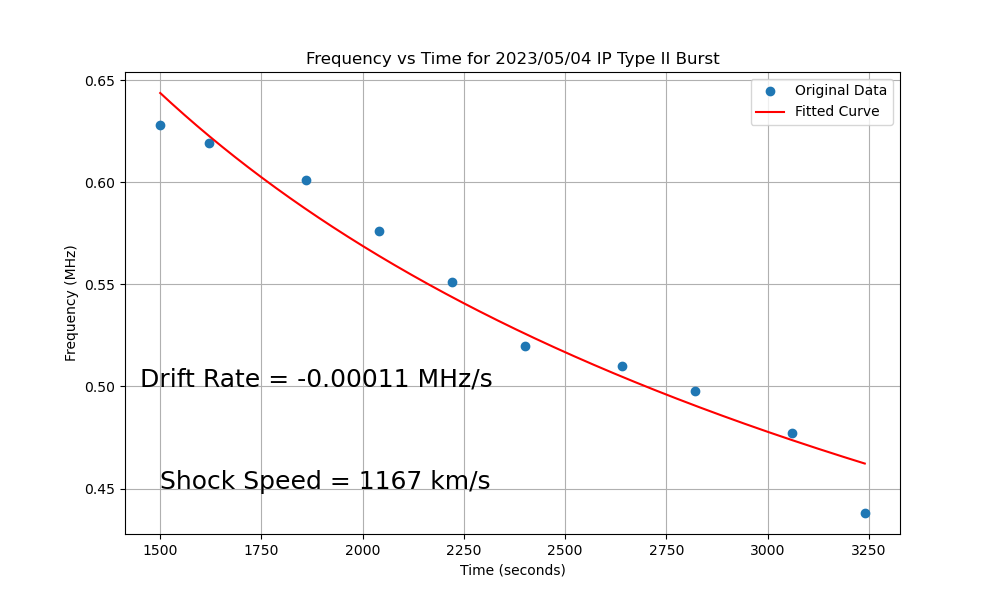 Frequency vs Time for 2023/05/04 IP Type II Burst
Original Data
Fitted Curve
0.65
0.60
0.55
0.50
0.45
Frequency (MHz)
Drift Rate = -0.00011 MHz/s
Shock Speed = 1167 km/s
1500 1750 2000 2250 2500 2750 3000 3250
Time (seconds)